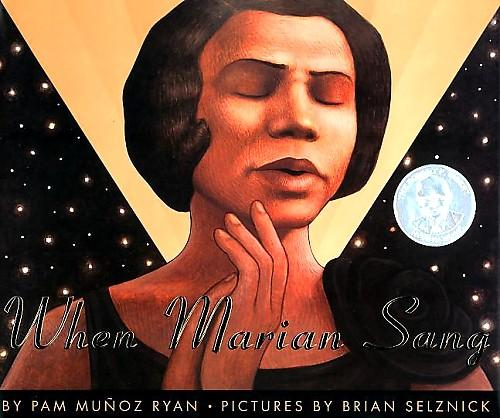 When Marian Sang
BY PAM MUÑOZ RYAN • PICTURES BY BRIAN SELZNICK